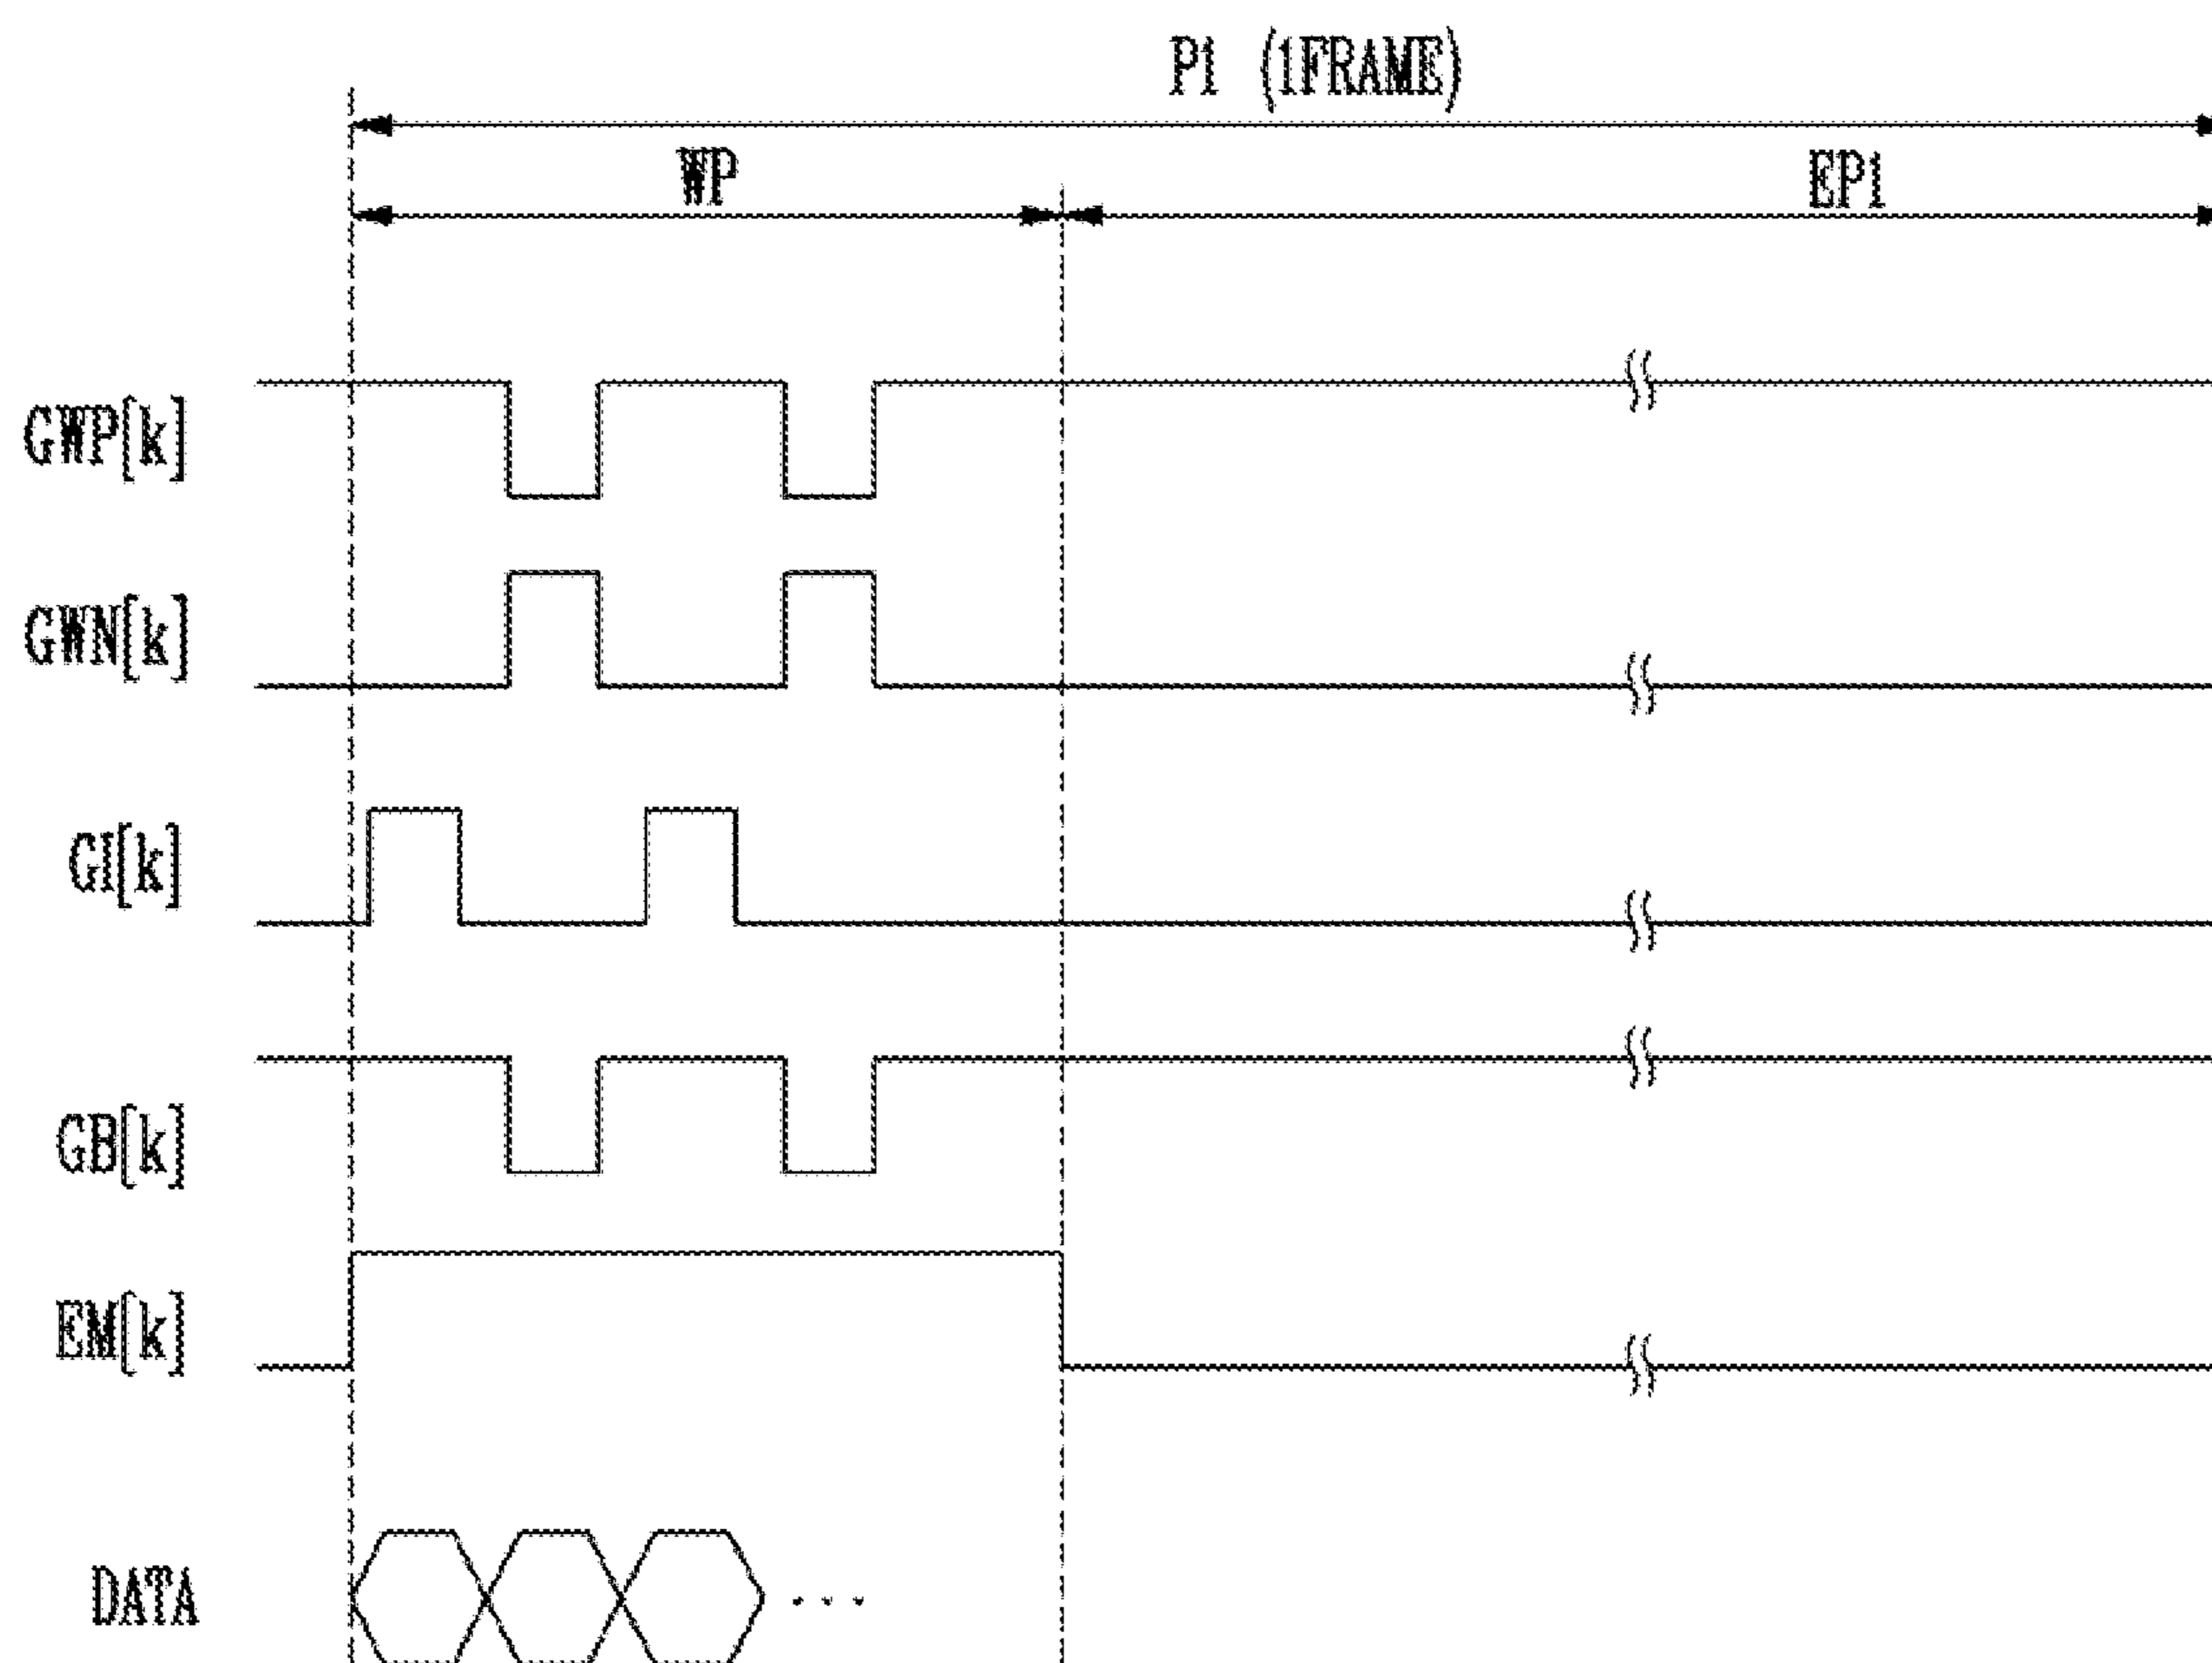 P1 (1FRAME)
WP
EP1
GWP[k]
GWN[k]
GI[k]
GB[k]
EM[k]
DATA
...